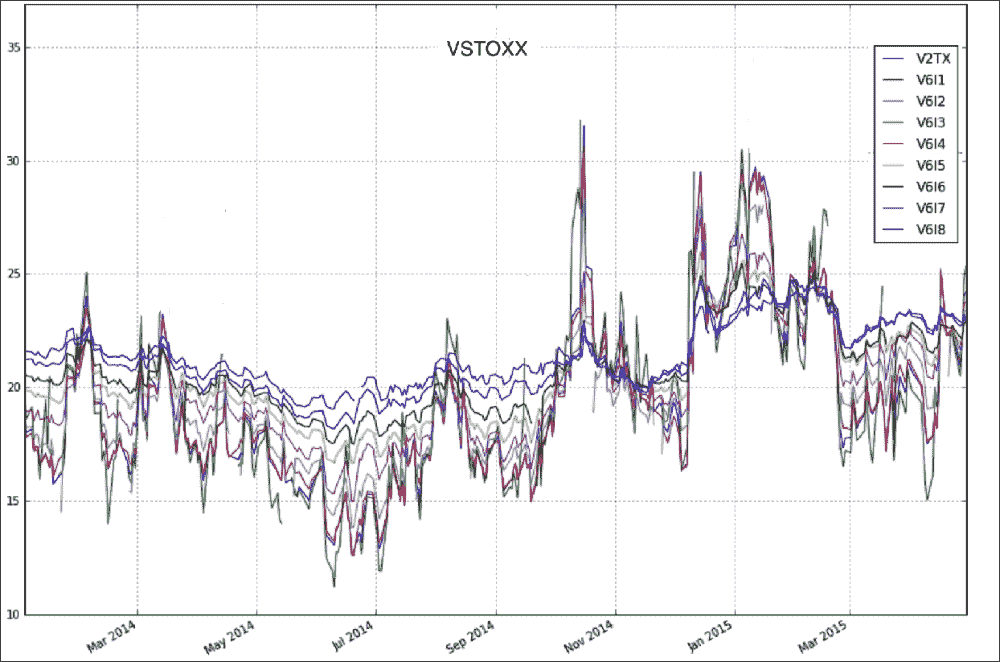 VSTOXX
35
30
25
20
15
10
V2TX
V6I1
V6I2
V6I3
V6I4
V6I5
V6I6
V6I7
V6I8
Mar 2014
May 2014
Jul 2014
Sep 2014
Nov 2014
Jan 2015
Mar 2015